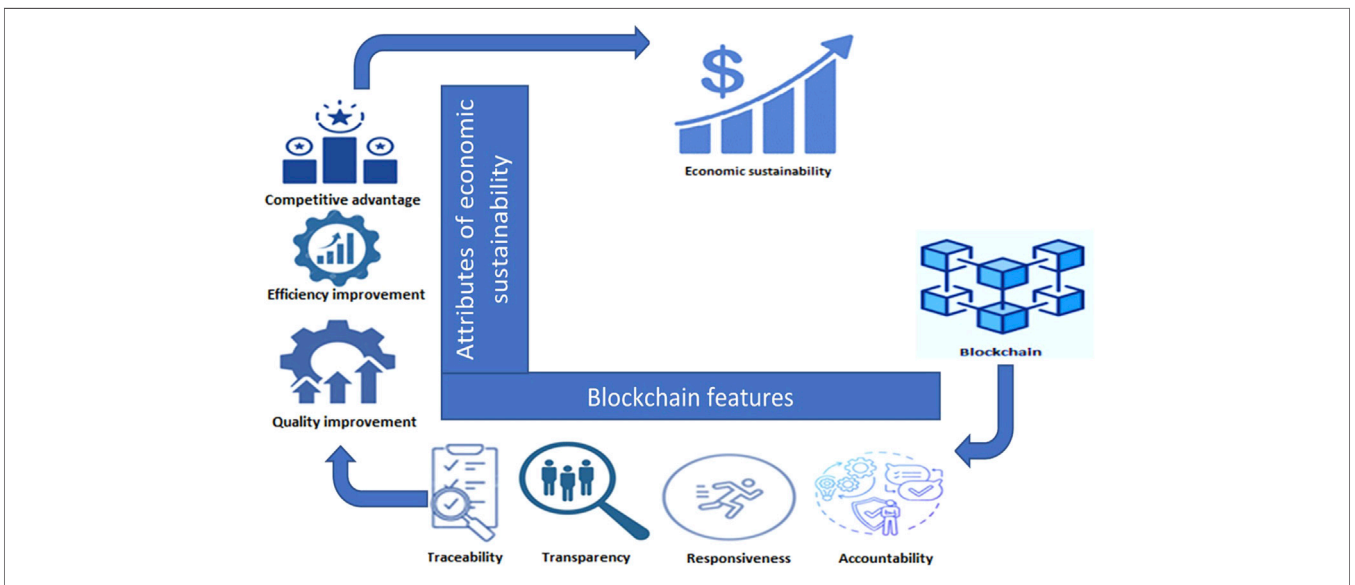 $
Economic sustainability
Competitive advantage
Attributes of economic
sustainability
Efficiency improvement
Blockchain
Quality improvement
Blockchain features
Traceability
Transparency
Responsiveness
Accountability